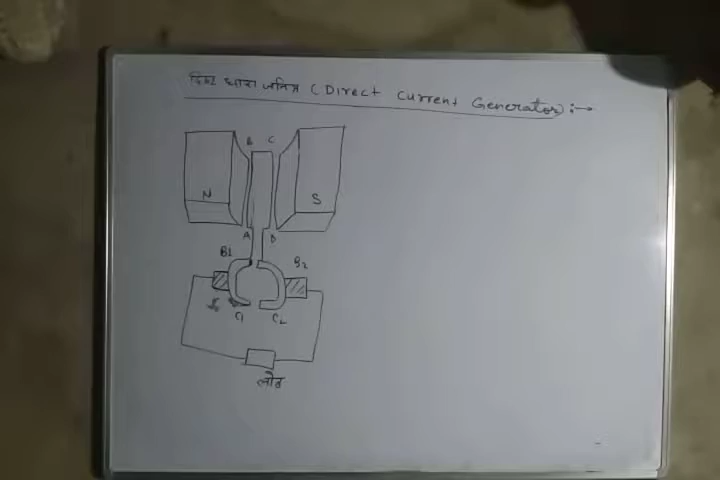 दिष्ट धारा जनित्र (Direct Current Generator) :→
B C
N S
A D
B1 B2
C1 C2
लोड